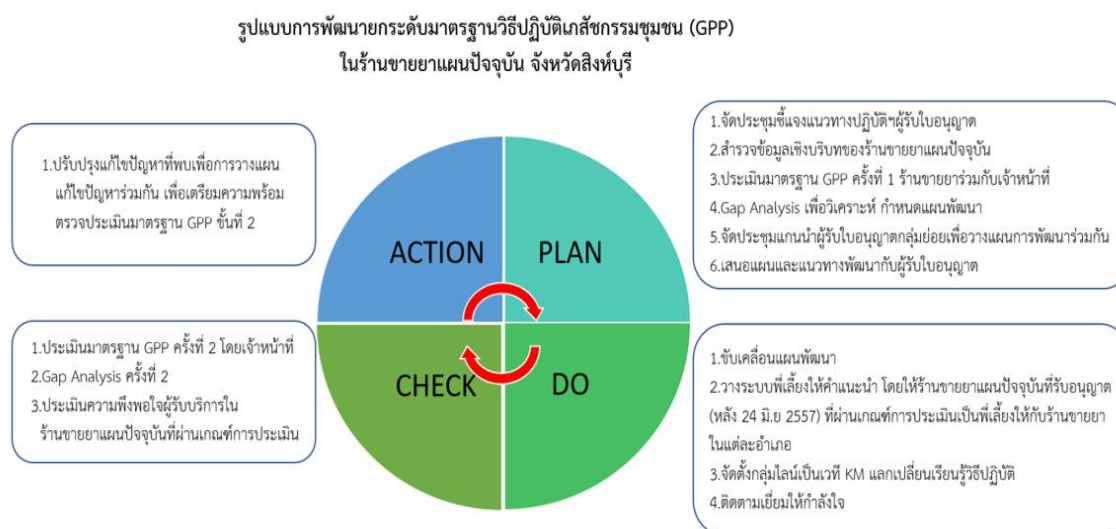 รูปแบบการพัฒนายกระดับมาตรฐานวิธีปฏิบัติเภสัชกรรมชุมชน (GPP)
ในร้านขายยาแผนปัจจุบัน จังหวัดสิงห์บุรี
1.ปรับปรุงแก้ไขปัญหาที่พบเพื่อการวางแผน
แก้ไขปัญหาร่วมกัน เพื่อเตรียมความพร้อม
ตรวจประเมินมาตรฐาน GPP ขั้นที่ 2
ACTION
PLAN
1.จัดประชุมชี้แจงแนวทางปฏิบัติฯผู้รับใบอนุญาต
2.สำรวจข้อมูลเชิงบริบทของร้านขายยาแผนปัจจุบัน
3.ประเมินมาตรฐาน GPP ครั้งที่ 1 ร้านขายยาร่วมกับเจ้าหน้าที่
4.Gap Analysis เพื่อวิเคราะห์ กำหนดแผนพัฒนา
5.จัดประชุมแกนนำผู้รับใบอนุญาตกลุ่มย่อยเพื่อวางแผนการพัฒนาร่วมกัน
6.เสนอแผนและแนวทางพัฒนากับผู้รับใบอนุญาต
1.ประเมินมาตรฐาน GPP ครั้งที่ 2 โดยเจ้าหน้าที่
2.Gap Analysis ครั้งที่ 2
3.ประเมินความพึงพอใจผู้รับบริการใน
ร้านขายยาแผนปัจจุบันที่ผ่านเกณฑ์การประเมิน
CHECK
DO
1.ขับเคลื่อนแผนพัฒนา
2.วางระบบพี่เลี้ยงให้คำแนะนำ โดยให้ร้านขายยาแผนปัจจุบันที่รับอนุญาต
(หลัง 24 มิ.ย 2557) ที่ผ่านเกณฑ์การประเมินเป็นพี่เลี้ยงให้กับร้านขายยา
ในแต่ละอำเภอ
3.จัดตั้งกลุ่มไลน์เป็นเวที KM แลกเปลี่ยนเรียนรู้วิธีปฏิบัติ
4.ติดตามเยี่ยมให้กำลังใจ